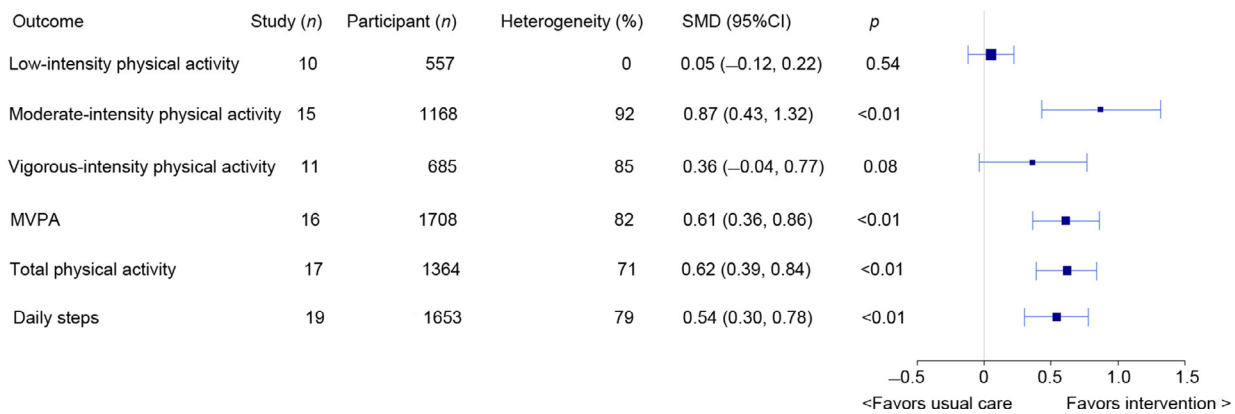 Outcome Study (n) Participant (n) Heterogeneity (%) SMD (95%CI) p
Low-intensity physical activity 10 557 0 0.05 (–0.12, 0.22) 0.54
Moderate-intensity physical activity 15 1168 92 0.87 (0.43, 1.32) <0.01
Vigorous-intensity physical activity 11 685 85 0.36 (–0.04, 0.77) 0.08
MVPA 16 1708 82 0.61 (0.36, 0.86) <0.01
Total physical activity 17 1364 71 0.62 (0.39, 0.84) <0.01
Daily steps 19 1653 79 0.54 (0.30, 0.78) <0.01
–0.5 0 0.5 1.0 1.5
<Favors usual care Favors intervention >